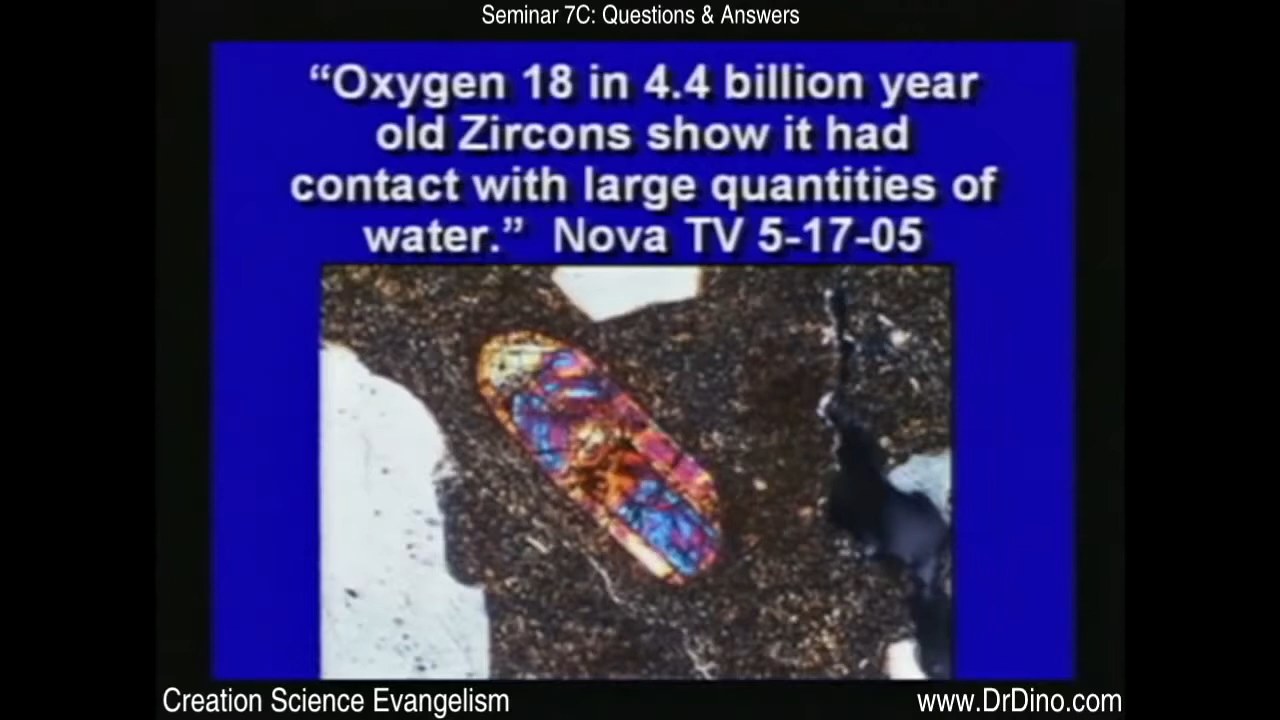 Seminar 7C: Questions & Answers
“Oxygen 18 in 4.4 billion year
old Zircons show it had
contact with large quantities of
water.” Nova TV 5-17-05
Creation Science Evangelism
www.DrDino.com